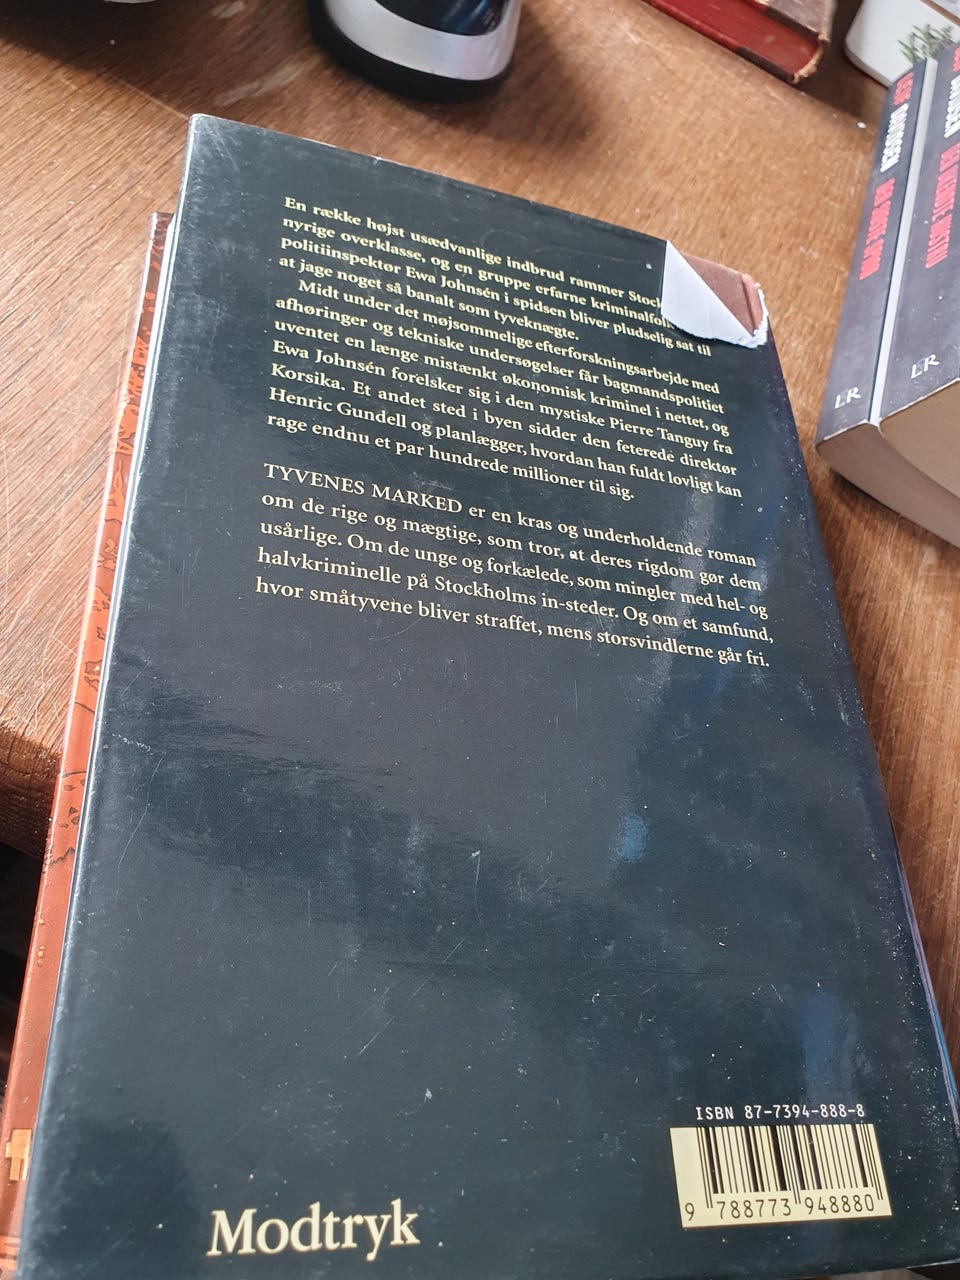 En række højst usædvanlige indbrud rammer
nyrige overklasse, og en gruppe erfarne kriminalfolk
politiinspektør Ewa Johnsén i spidsen bliver pludselig sat til
at jage noget så banalt som tyveknægte.
Midt under det møjsommelige efterforskningsarbejde med
afhøringer og tekniske undersøgelser får bagmandspolitiet
uventet en længe mistænkt økonomisk kriminel i nettet, og
Ewa Johnsén forelsker sig i den mystiske Pierre Tanguy fra
Korsika. Et andet sted i byen sidder den feterede direktør
Henric Gundell og planlægger, hvordan han fuldt lovligt kan
rage endnu et par hundrede millioner til sig.
TYVENES MARKED er en kras og underholdende roman
om de rige og mægtige, som tror, at deres rigdom gør dem
usårlige. Om de unge og forkælede, som mingler med hel- og
halvkriminelle på Stockholms in-steder. Og om et samfund,
hvor småtyvene bliver straffet, mens storsvindlerne går fri.
ISBN 87-7394-888-8
9 788773 948880
Modtryk
LEIF DAVIDSEN
LR
LR